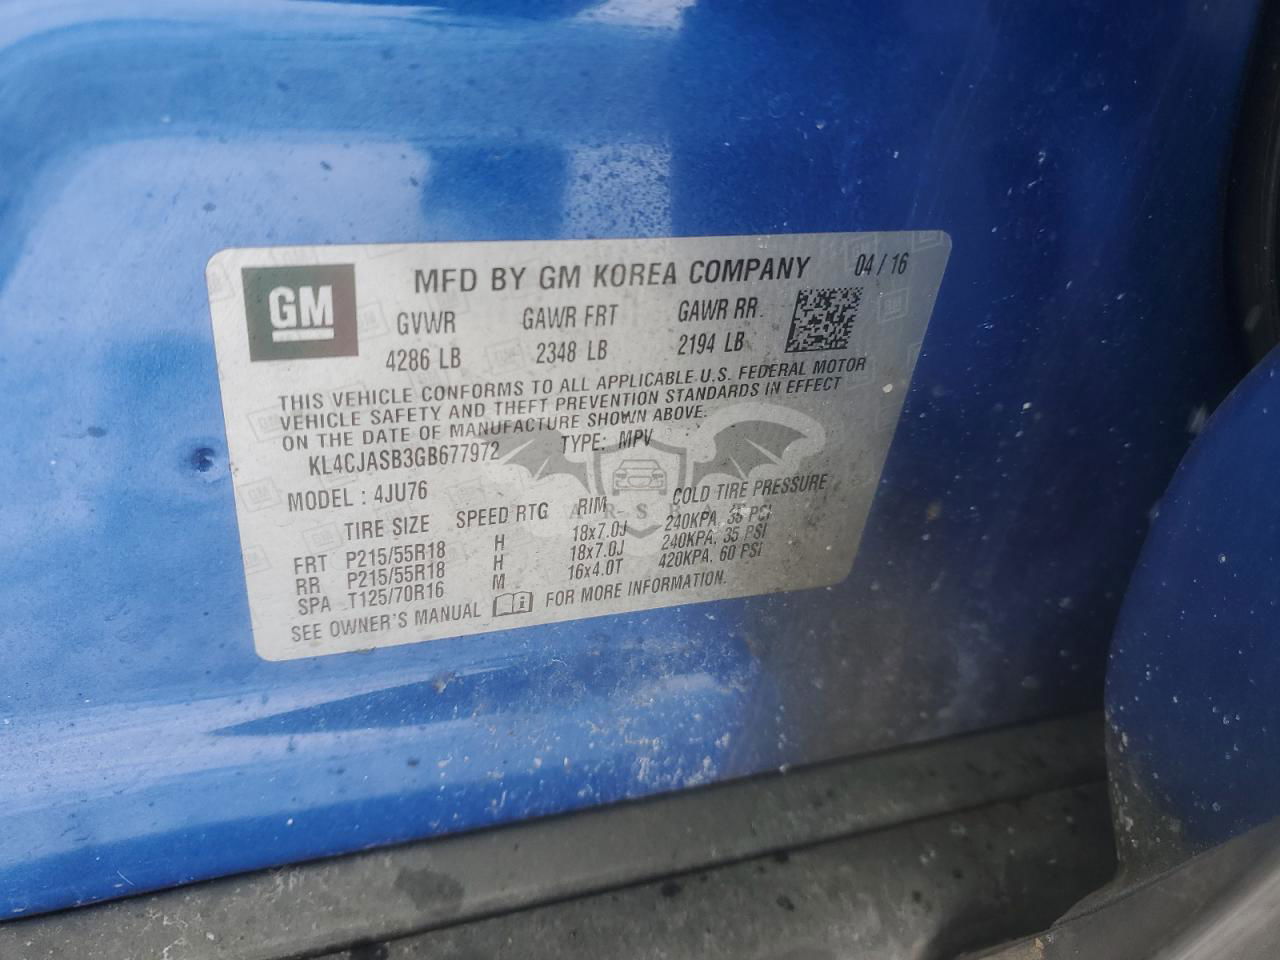 GM
MFD BY GM KOREA COMPANY 04 / 16
GVWR GAWR FRT GAWR RR
4286 LB 2348 LB 2194 LB
THIS VEHICLE CONFORMS TO ALL APPLICABLE U.S. FEDERAL MOTOR
VEHICLE SAFETY AND THEFT PREVENTION STANDARDS IN EFFECT
ON THE DATE OF MANUFACTURE SHOWN ABOVE.
KL4CJASB3GB677972 TYPE: MPV
MODEL : 4JU76
TIRE SIZE SPEED RTG RIM COLD TIRE PRESSURE
FRT P215/55R18 H 18x7.0J 240KPA, 35 PSI
RR P215/55R18 H 18x7.0J 240KPA, 35 PSI
SPA T125/70R16 M 16x4.0T 420KPA, 60 PSI
SEE OWNER'S MANUAL FOR MORE INFORMATION.